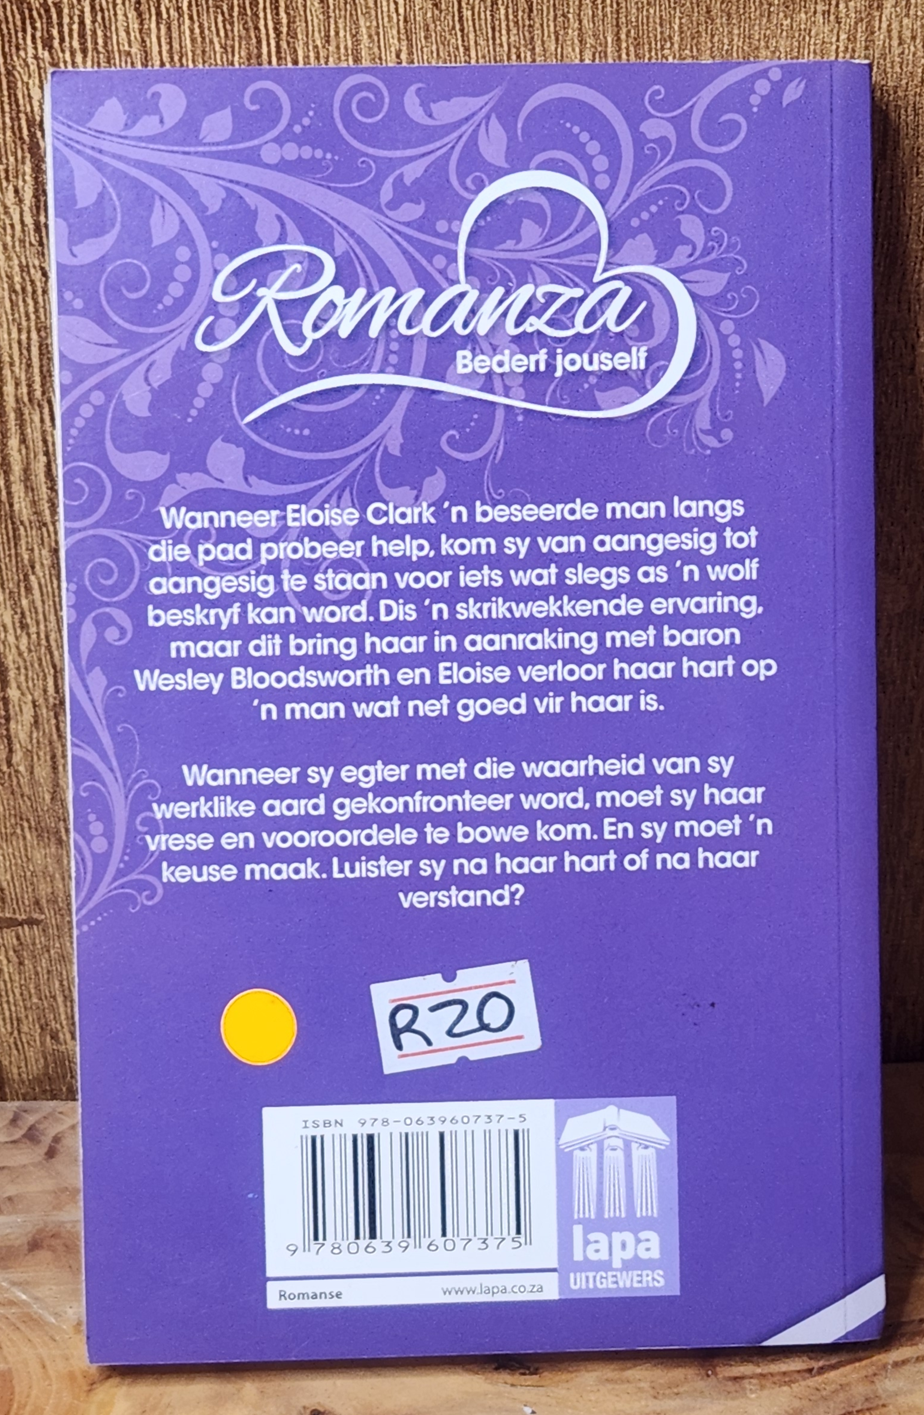 Romanza
Bederf jouself
Wanneer Eloise Clark 'n beseerde man langs
die pad probeer help, kom sy van aangesig tot
aangesig te staan voor iets wat slegs as 'n wolf
beskryf kan word. Dis 'n skrikwekkende ervaring,
maar dit bring haar in aanraking met baron
Wesley Bloodsworth en Eloise verloor haar hart op
'n man wat net goed vir haar is.
Wanneer sy egter met die waarheid van sy
werklike aard gekonfronteer word, moet sy haar
vrese en vooroordele te bowe kom. En sy moet 'n
keuse maak. Luister sy na haar hart of na haar
verstand?
R20
ISBN 978-063960737-5
9 780639 607375
lapa
UITGEWERS
Romanse www.lapa.co.za